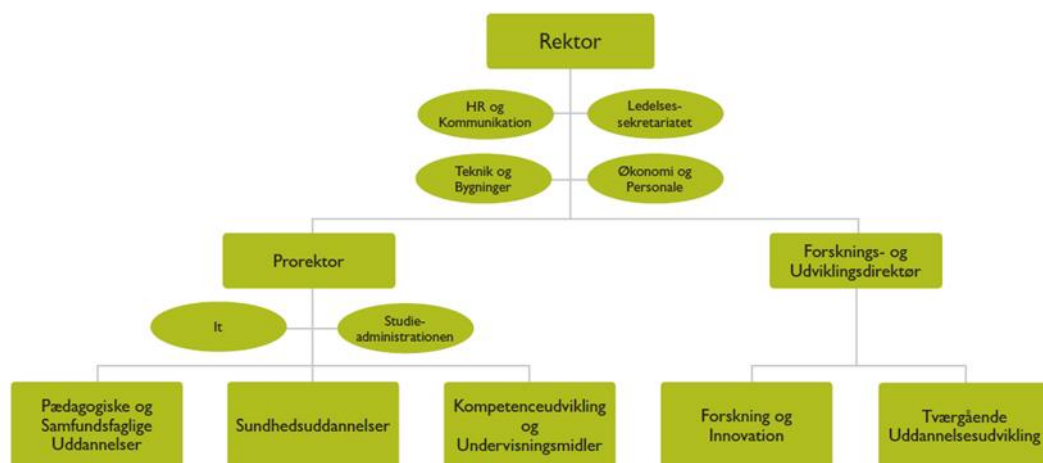 Rektor
HR og
Kommunikation
Ledelses-
sekretariatet
Teknik og
Bygninger
Økonomi og
Personale
Prorektor
Forsknings- og
Udviklingsdirektør
It
Studie-
administrationen
Pædagogiske og
Samfundsfaglige
Uddannelser
Sundhedsuddannelser
Kompetenceudvikling
og
Undervisningsmidler
Forskning og
Innovation
Tværgående
Uddannelsesudvikling